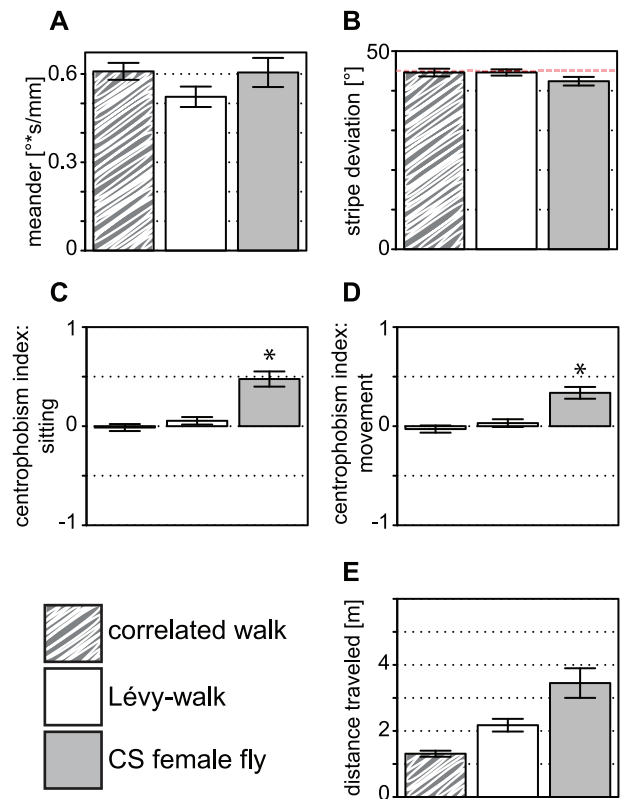 A
meander [°*s/mm]
0.6
0.3
0
B
stripe deviation [°]
50
0
C
centrophobism index:
sitting
1
0
-1
*
D
centrophobism index:
movement
1
0
-1
*
correlated walk
Lévy-walk
CS female fly
E
distance traveled [m]
4
2
0